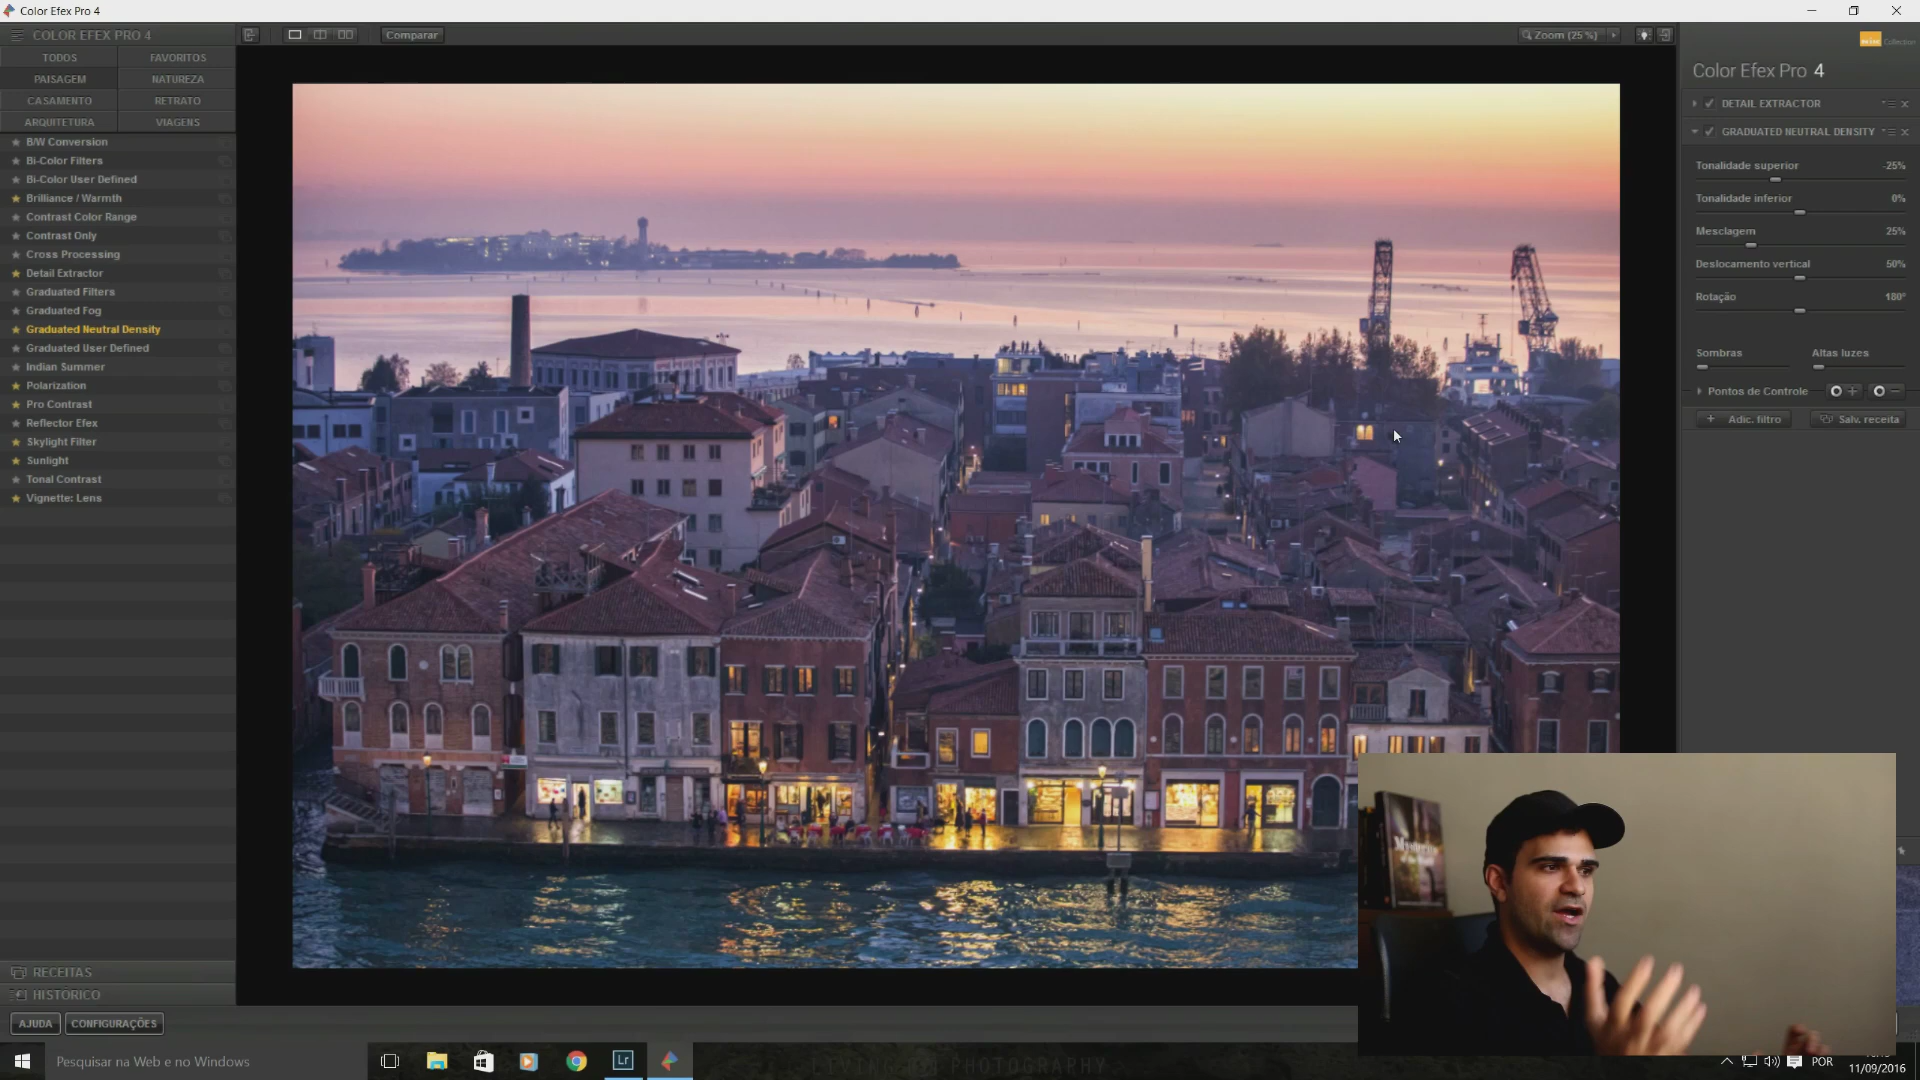 Color Efex Pro 4
COLOR EFEX PRO 4
TODOS
FAVORITOS
PAISAGEM
NATUREZA
CASAMENTO
RETRATO
ARQUITETURA
VIAGENS
B/W Conversion
Bi-Color Filters
Bi-Color User Defined
Brilliance / Warmth
Contrast Color Range
Contrast Only
Cross Processing
Detail Extractor
Graduated Filters
Graduated Fog
Graduated Neutral Density
Graduated User Defined
Indian Summer
Polarization
Pro Contrast
Reflector Efex
Skylight Filter
Sunlight
Tonal Contrast
Vignette: Lens
RECEITAS
HISTÓRICO
AJUDA
CONFIGURAÇÕES
Comparar
Zoom (25 %)
Collection
Color Efex Pro 4
DETAIL EXTRACTOR
GRADUATED NEUTRAL DENSITY
Tonalidade superior -25%
Tonalidade inferior 0%
Mesclagem 25%
Deslocamento vertical 50%
Rotação 180°
Sombras
Altas luzes
Pontos de Controle
Adic. filtro
Salv. receita
Pesquisar na Web e no Windows
Lr
PHOTOGRAPHY
POR
11/09/2016